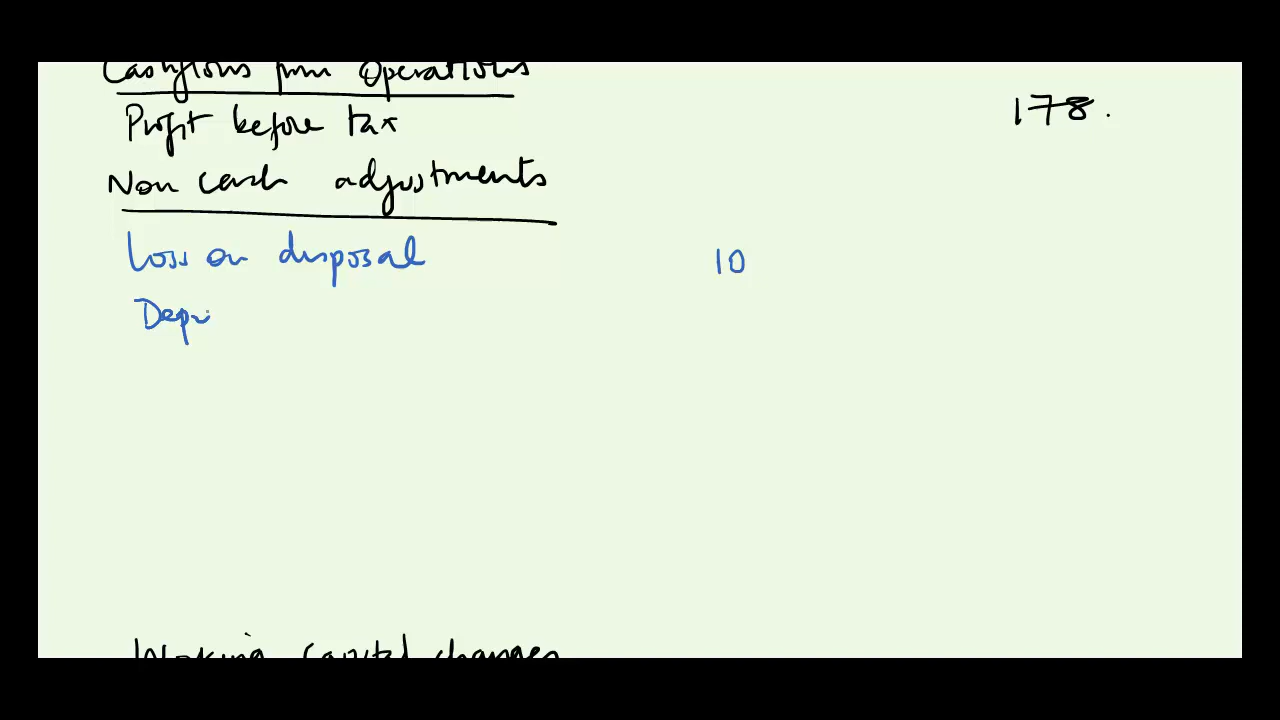 Cashflows from Operations
Profit before tax 178.
Non cash adjustments
Loss on disposal 10
Depr
Working capital changes